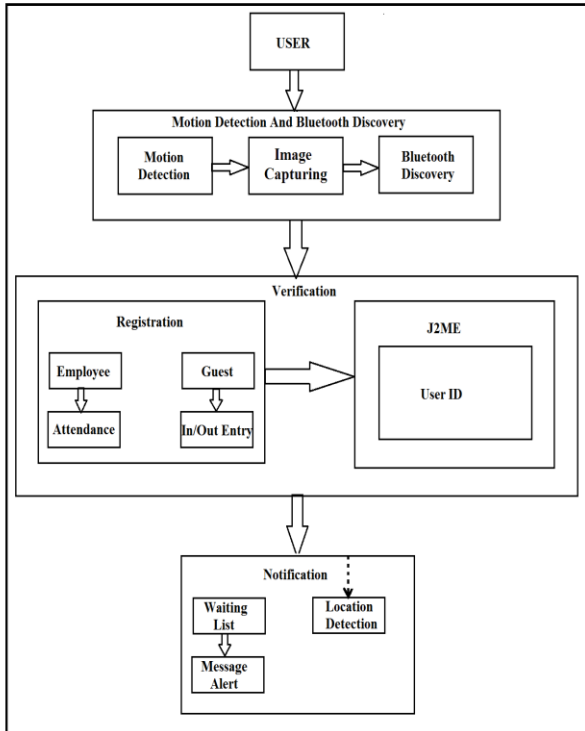 USER
Motion Detection And Bluetooth Discovery
Motion
Detection
Image
Capturing
Bluetooth
Discovery
Verification
Registration
Employee
Attendance
Guest
In/Out Entry
J2ME
User ID
Notification
Waiting
List
Message
Alert
Location
Detection